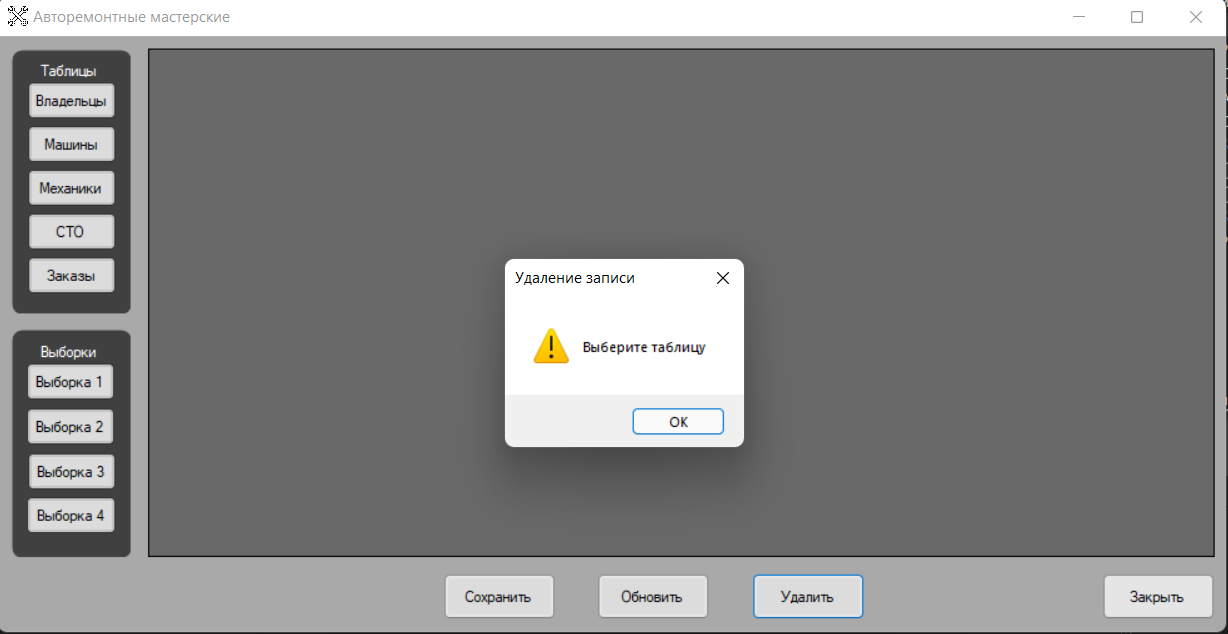 Авторемонтные мастерские
Таблицы
Владельцы
Машины
Механики
СТО
Заказы
Выборки
Выборка 1
Выборка 2
Выборка 3
Выборка 4
Удаление записи
Выберите таблицу
ОК
Сохранить
Обновить
Удалить
Закрыть